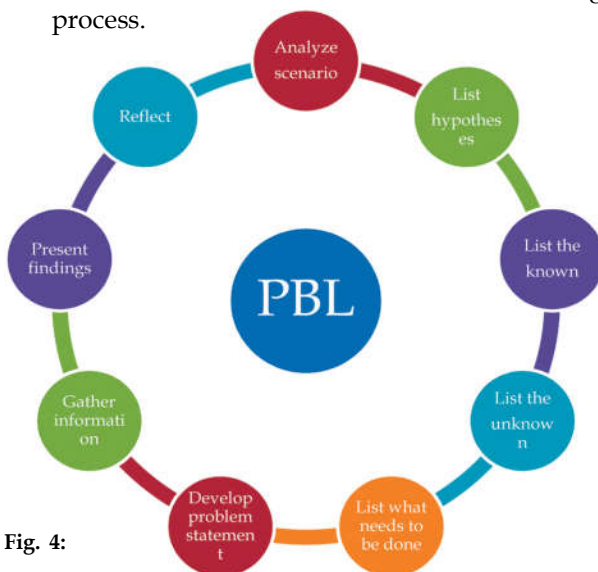 process.
Analyze
scenario
List
hypothes
es
List the
known
List the
unknow
n
List what
needs to
be done
Develop
problem
statemen
t
Gather
informati
on
Present
findings
Reflect
PBL
Fig. 4: